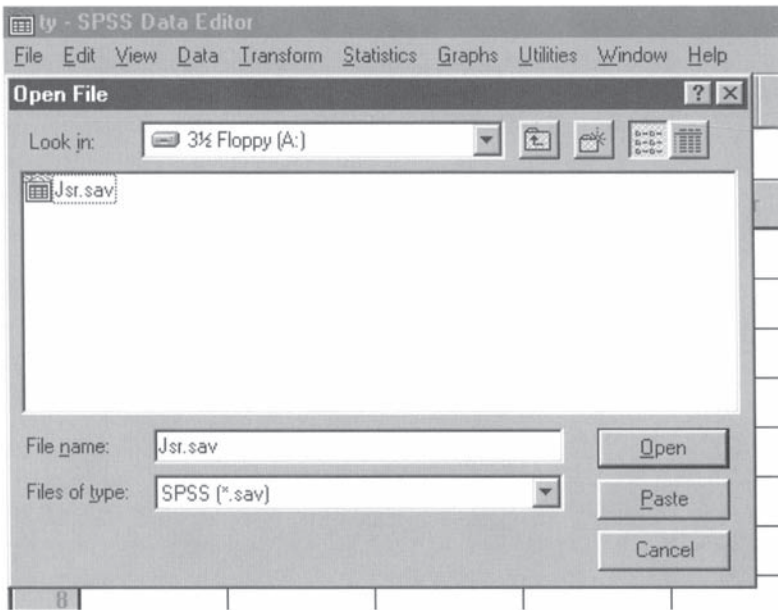 ty - SPSS Data Editor
File Edit View Data Transform Statistics Graphs Utilities Window Help
Open File
Look in: 3½ Floppy (A:)
Jsr.sav
File name: Jsr.sav
Open
Files of type: SPSS (*.sav)
Paste
Cancel
8